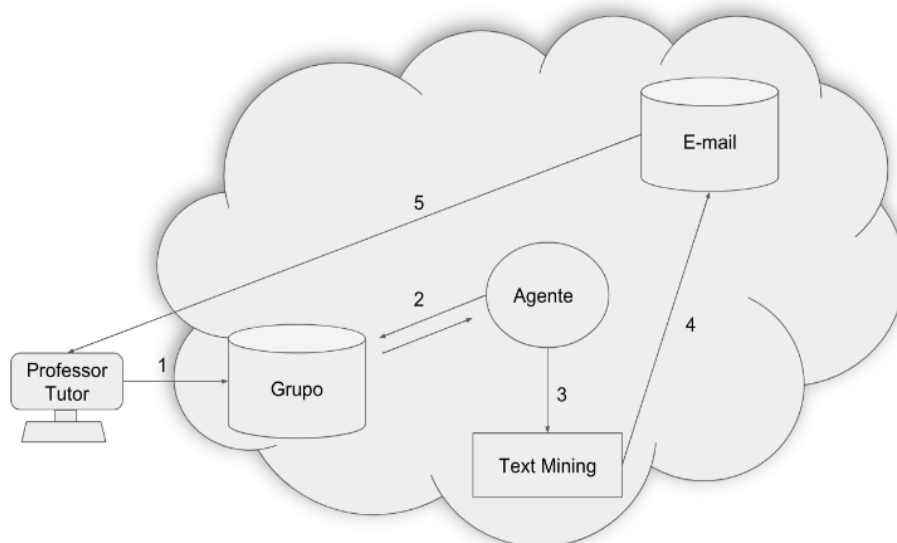 E-mail
5
Agente
2
4
Professor
Tutor
1
Grupo
3
Text Mining